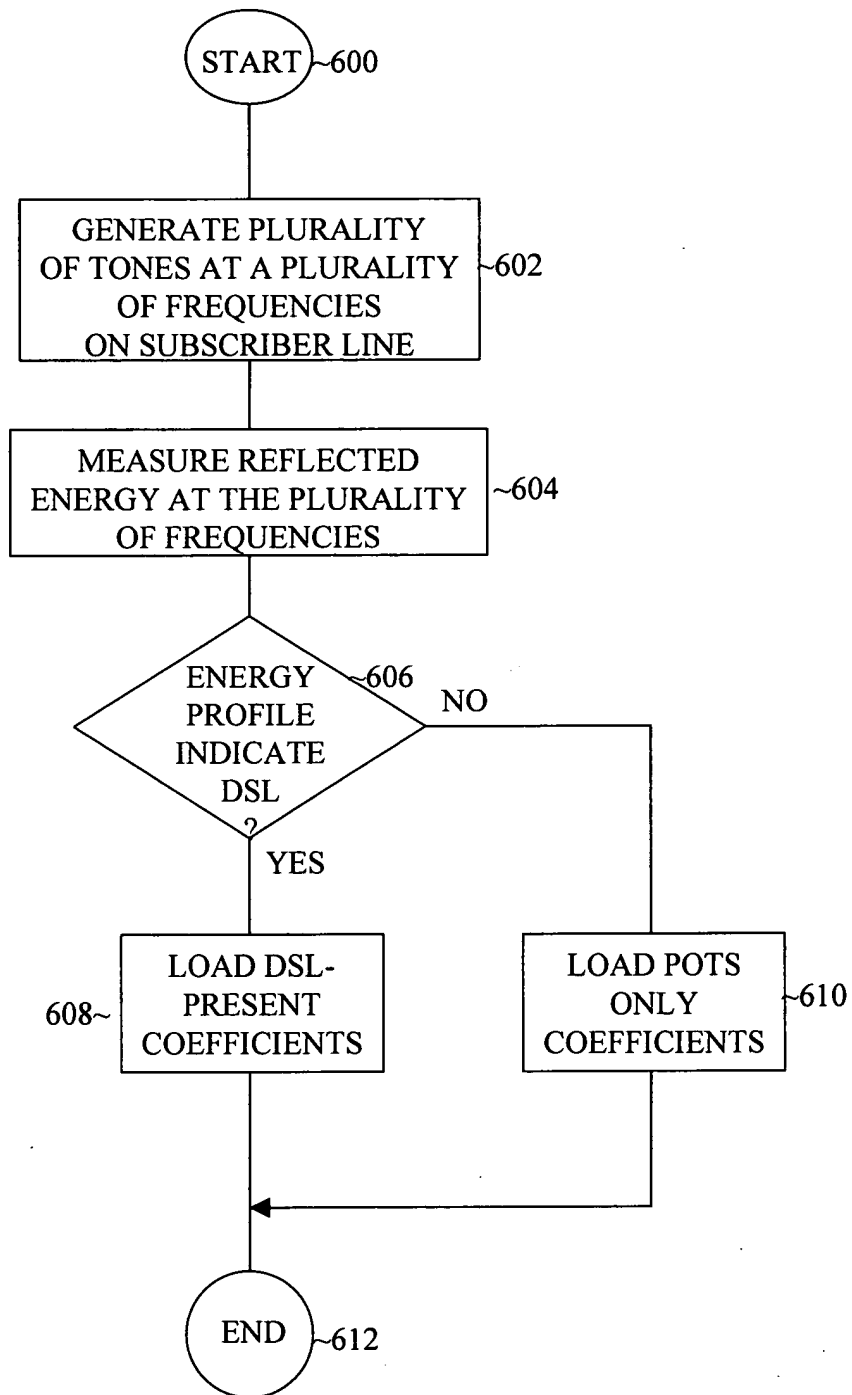 START ~600
GENERATE PLURALITY
OF TONES AT A PLURALITY
OF FREQUENCIES
ON SUBSCRIBER LINE
~602
MEASURE REFLECTED
ENERGY AT THE PLURALITY
OF FREQUENCIES
~604
ENERGY
PROFILE
INDICATE
DSL
?
~606
NO
YES
LOAD DSL-
PRESENT
COEFFICIENTS
608~
LOAD POTS
ONLY
COEFFICIENTS
~610
END ~612